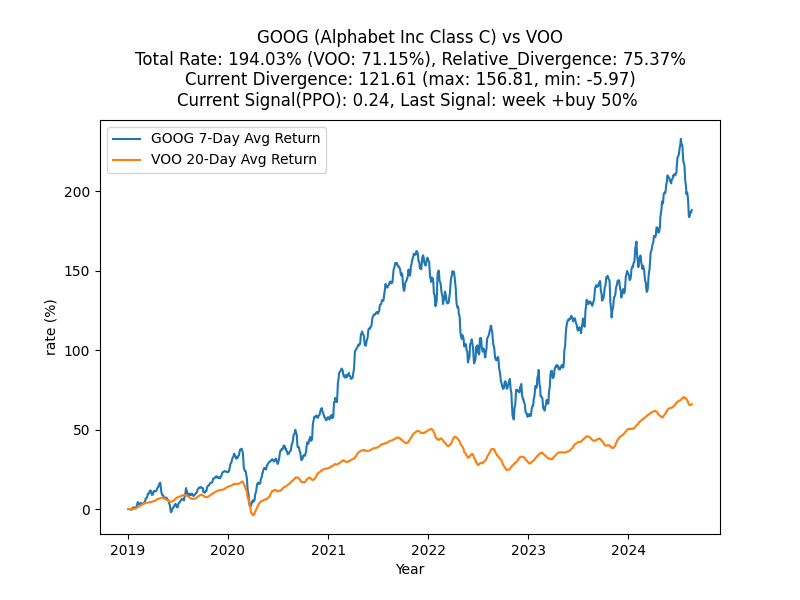 GOOG (Alphabet Inc Class C) vs VOO
Total Rate: 194.03% (VOO: 71.15%), Relative_Divergence: 75.37%
Current Divergence: 121.61 (max: 156.81, min: -5.97)
Current Signal(PPO): 0.24, Last Signal: week +buy 50%
GOOG 7-Day Avg Return
VOO 20-Day Avg Return
200
150
100
50
0
rate (%)
2019 2020 2021 2022 2023 2024
Year